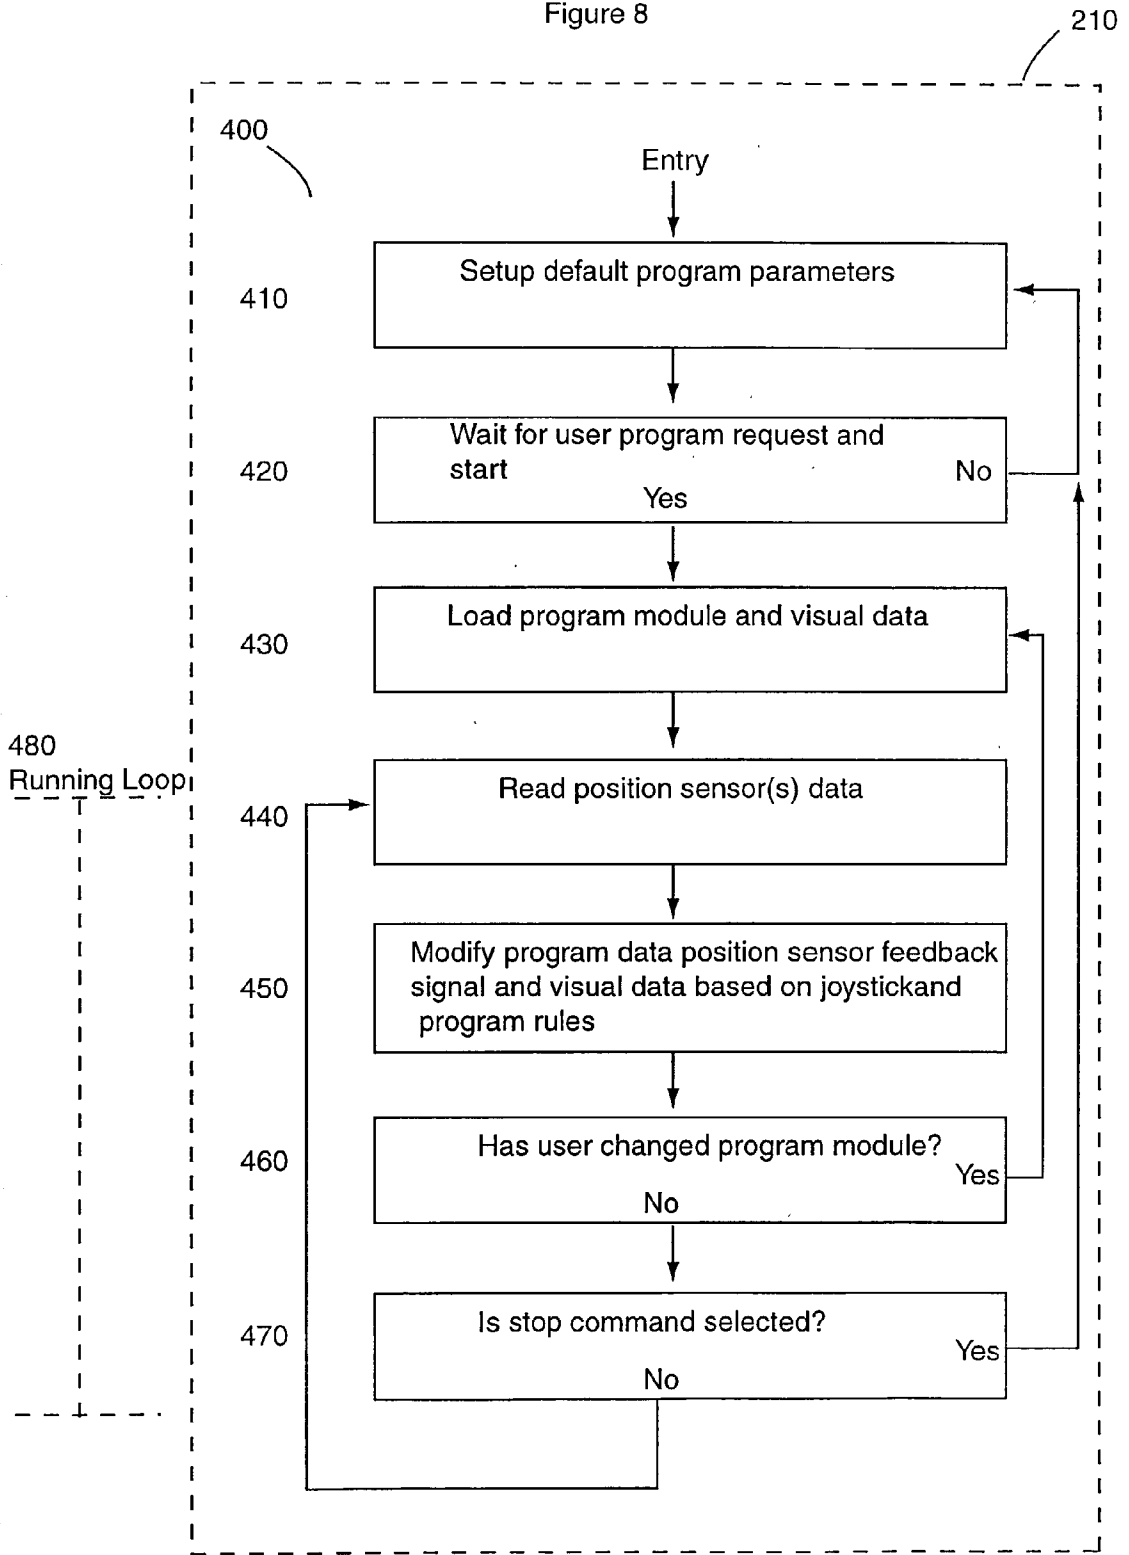 Figure 8
210
400
Entry
Setup default program parameters
410
Wait for user program request and
start
420
No
Yes
Load program module and visual data
430
480
Running Loop
Read position sensor(s) data
440
Modify program data position sensor feedback
signal and visual data based on joystickand
program rules
450
Has user changed program module?
460
Yes
No
Is stop command selected?
470
Yes
No